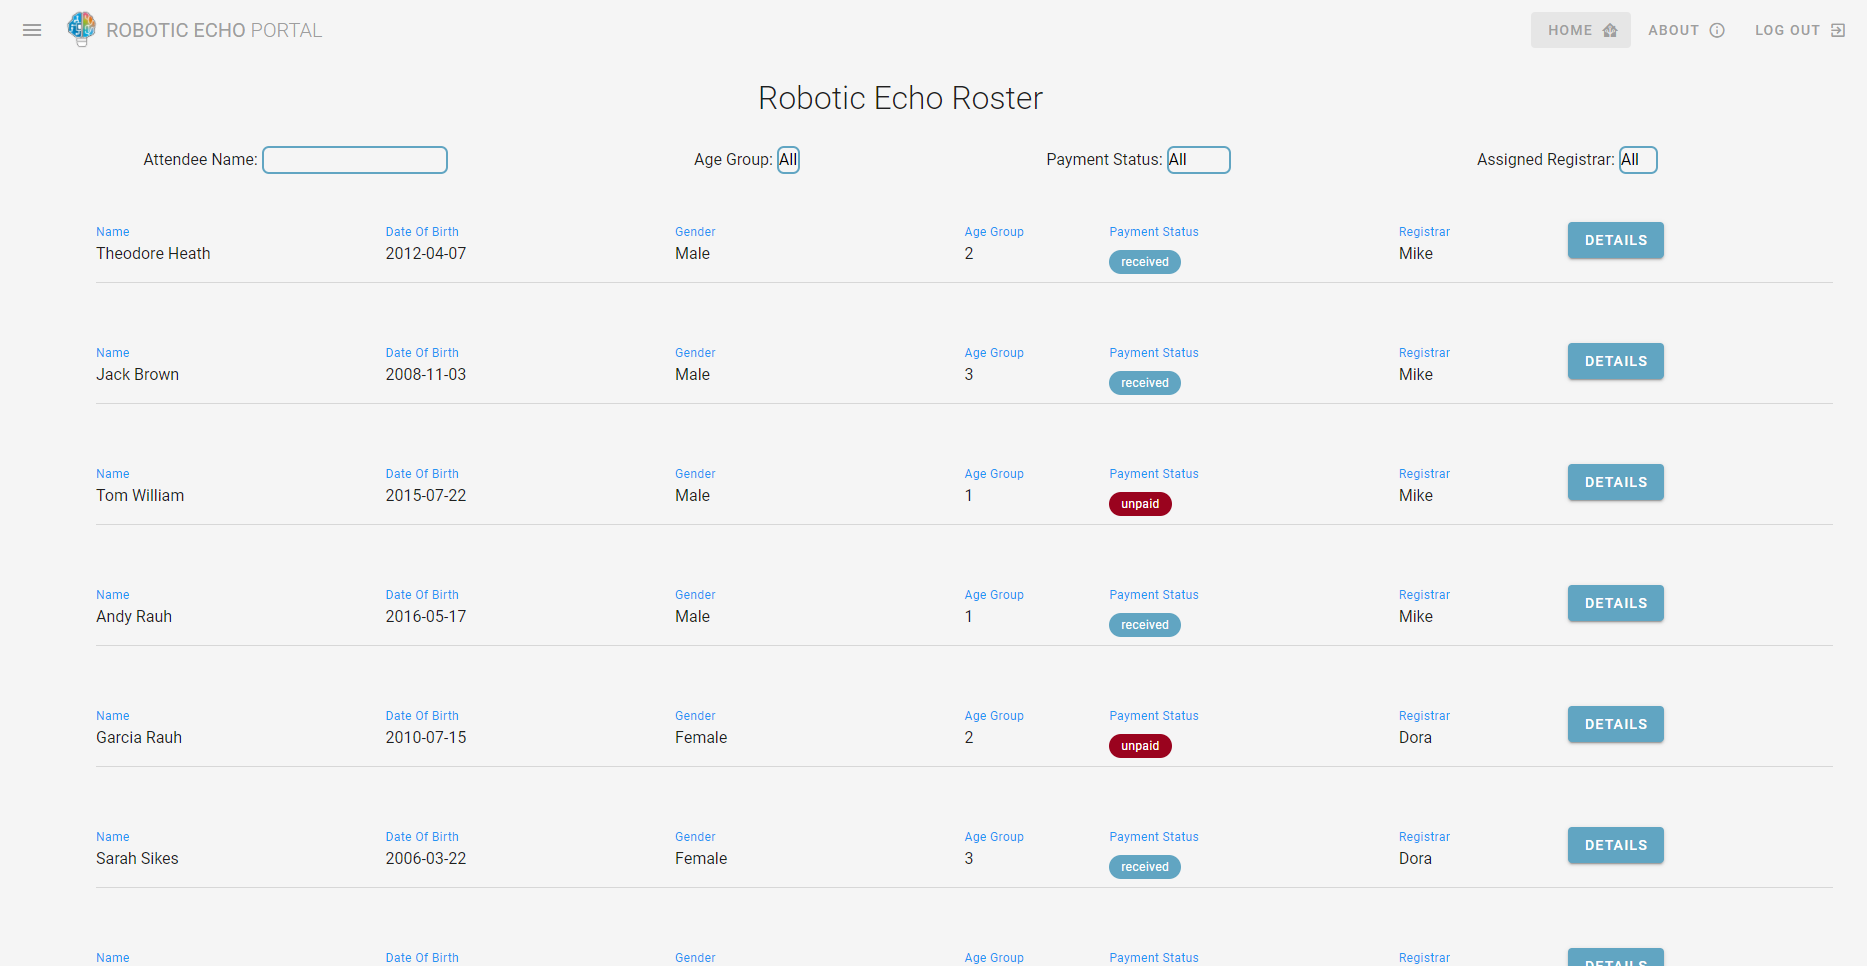 ROBOTIC ECHO PORTAL HOME ABOUT LOG OUT
Robotic Echo Roster
Attendee Name: Age Group: All Payment Status: All Assigned Registrar: All
Name Date Of Birth Gender Age Group Payment Status Registrar DETAILS
Theodore Heath 2012-04-07 Male 2 received Mike
Name Date Of Birth Gender Age Group Payment Status Registrar DETAILS
Jack Brown 2008-11-03 Male 3 received Mike
Name Date Of Birth Gender Age Group Payment Status Registrar DETAILS
Tom William 2015-07-22 Male 1 unpaid Mike
Name Date Of Birth Gender Age Group Payment Status Registrar DETAILS
Andy Rauh 2016-05-17 Male 1 received Mike
Name Date Of Birth Gender Age Group Payment Status Registrar DETAILS
Garcia Rauh 2010-07-15 Female 2 unpaid Dora
Name Date Of Birth Gender Age Group Payment Status Registrar DETAILS
Sarah Sikes 2006-03-22 Female 3 received Dora
Name Date Of Birth Gender Age Group Payment Status Registrar DETAILS